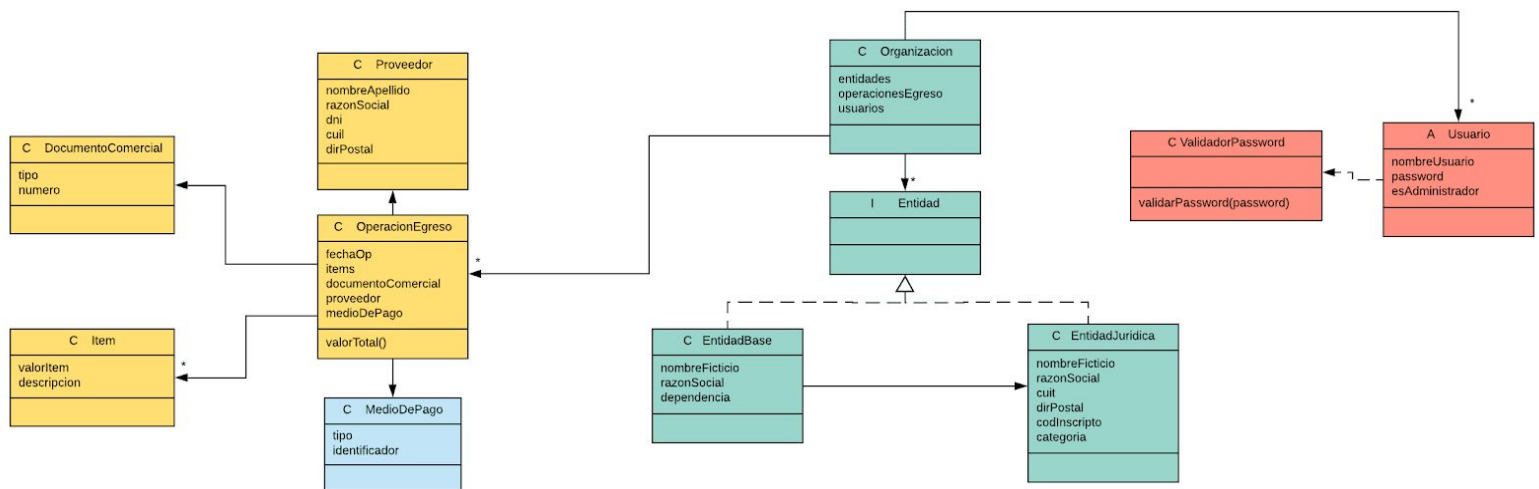 C Proveedor
nombreApellido
razonSocial
dni
cuil
dirPostal
C DocumentoComercial
tipo
numero
C OperacionEgreso
fechaOp
items
documentoComercial
proveedor
medioDePago
valorTotal()
*
C Item
valorItem
descripcion
*
C MedioDePago
tipo
identificador
C Organizacion
entidades
operacionesEgreso
usuarios
*
I Entidad
C EntidadBase
nombreFicticio
razonSocial
dependencia
C EntidadJuridica
nombreFicticio
razonSocial
cuit
dirPostal
codInscripto
categoria
C ValidadorPassword
validarPassword(password)
*
A Usuario
nombreUsuario
password
esAdministrador